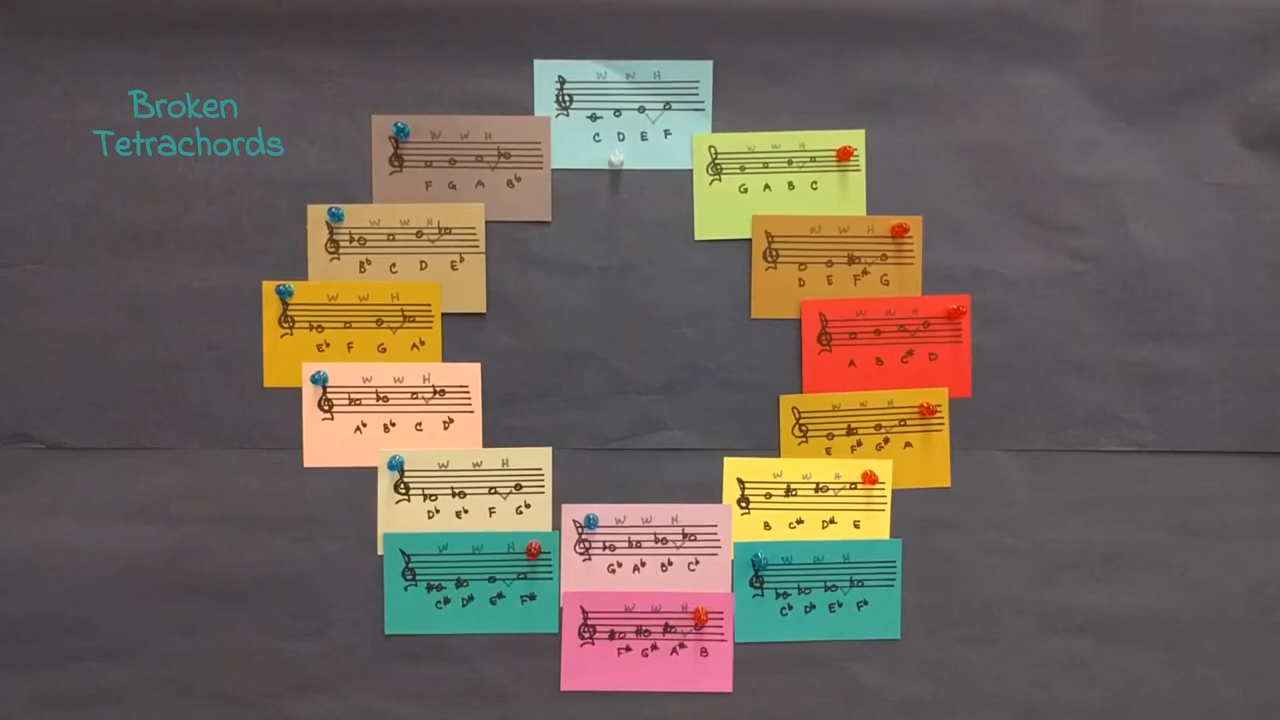 Broken
Tetrachords
W W H
C D E F
W W H
G A B C
W W H
D E F# G
W W H
A B C# D
W W H
E F# G# A
W W H
B C# D# E
W W H
C♭ D♭ E♭ F♭
W W H
G♭ A♭ B♭ C♭
W W H
F# G# A# B
W W H
D♭ E♭ F G♭
W W H
C# D# E# F#
W W H
A♭ B♭ C D♭
W W H
E♭ F G A♭
W W H
B♭ C D E♭
W W H
F G A B♭